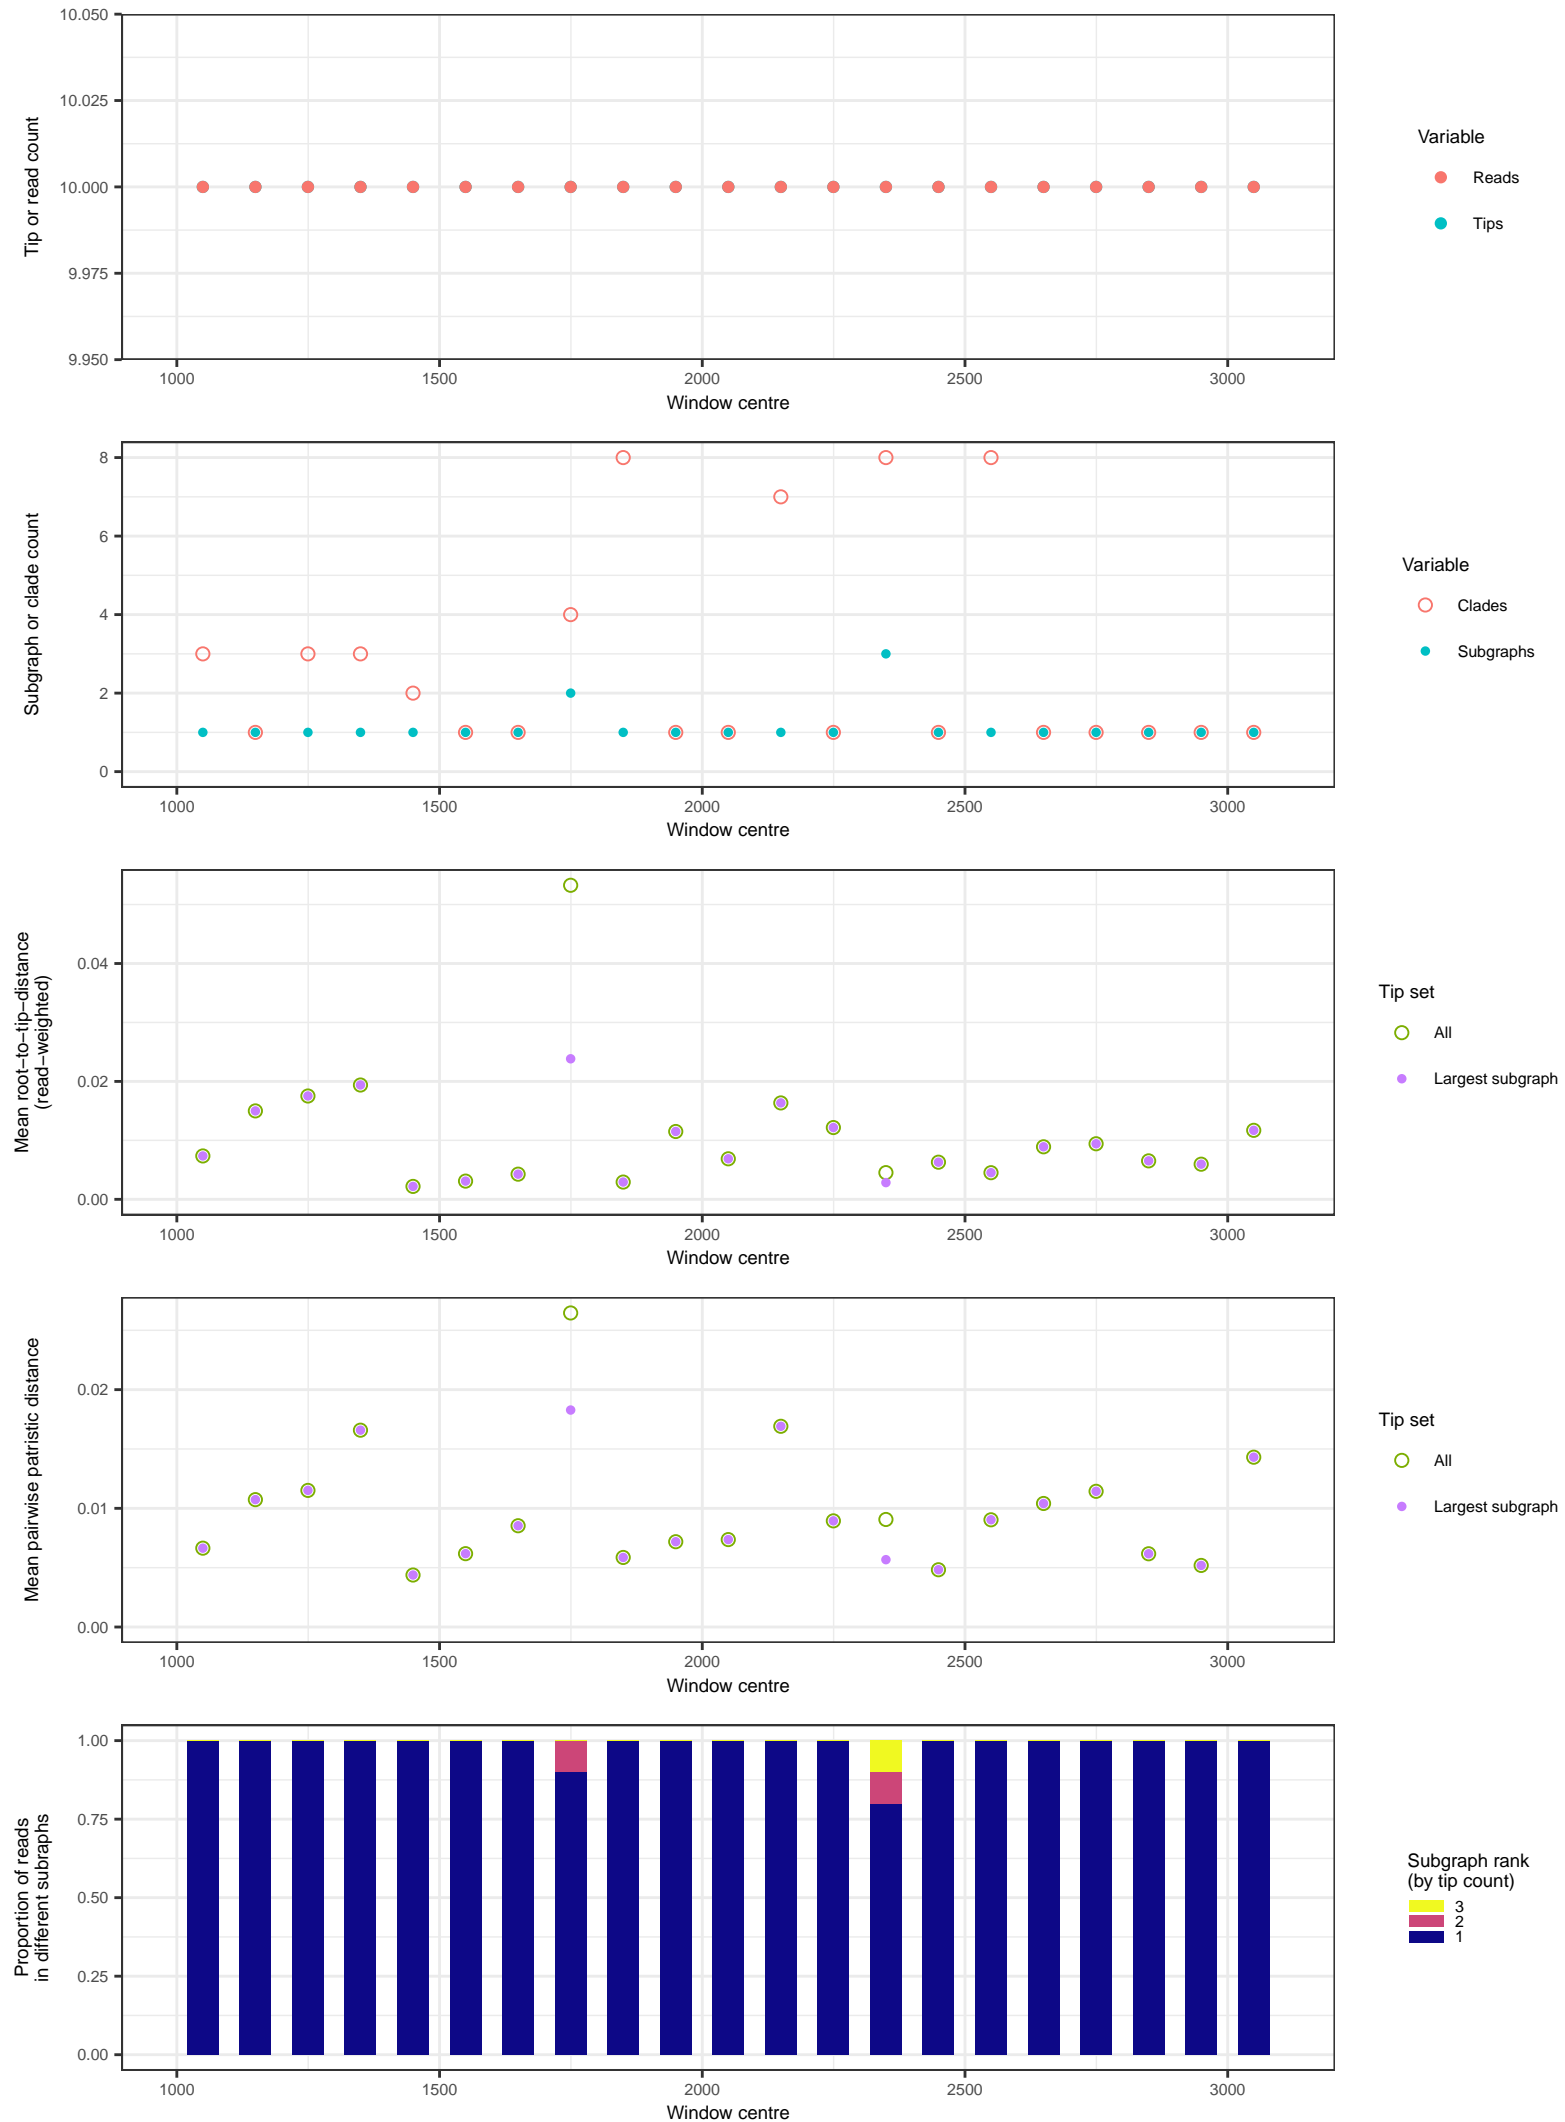 10.050
10.025
10.000
9.975
9.950
Tip or read count
1000 1500 2000 2500 3000
Window centre
Variable
Reads
Tips
8
6
4
2
0
Subgraph or clade count
1000 1500 2000 2500 3000
Window centre
Variable
Clades
Subgraphs
0.04
0.02
0.00
Mean root−to−tip−distance
(read−weighted)
1000 1500 2000 2500 3000
Window centre
Tip set
All
Largest subgraph
0.02
0.01
0.00
Mean pairwise patristic distance
1000 1500 2000 2500 3000
Window centre
Tip set
All
Largest subgraph
1.00
0.75
0.50
0.25
0.00
Proportion of reads
in different subraphs
1000 1500 2000 2500 3000
Window centre
Subgraph rank
(by tip count)
3
2
1